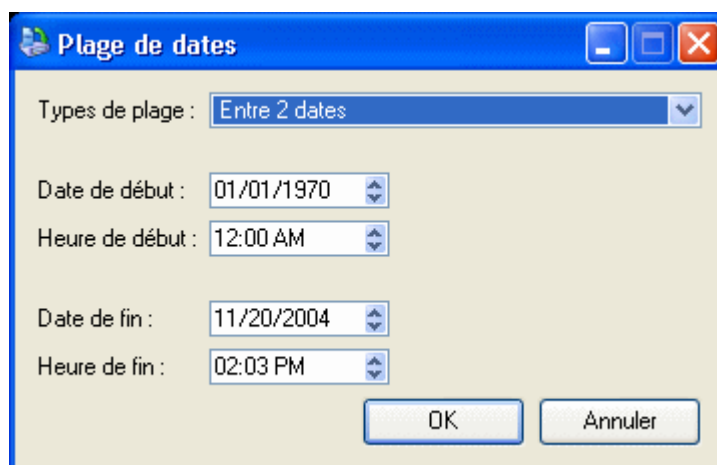 Plage de dates
Types de plage : Entre 2 dates
Date de début : 01/01/1970
Heure de début : 12:00 AM
Date de fin : 11/20/2004
Heure de fin : 02:03 PM
OK Annuler